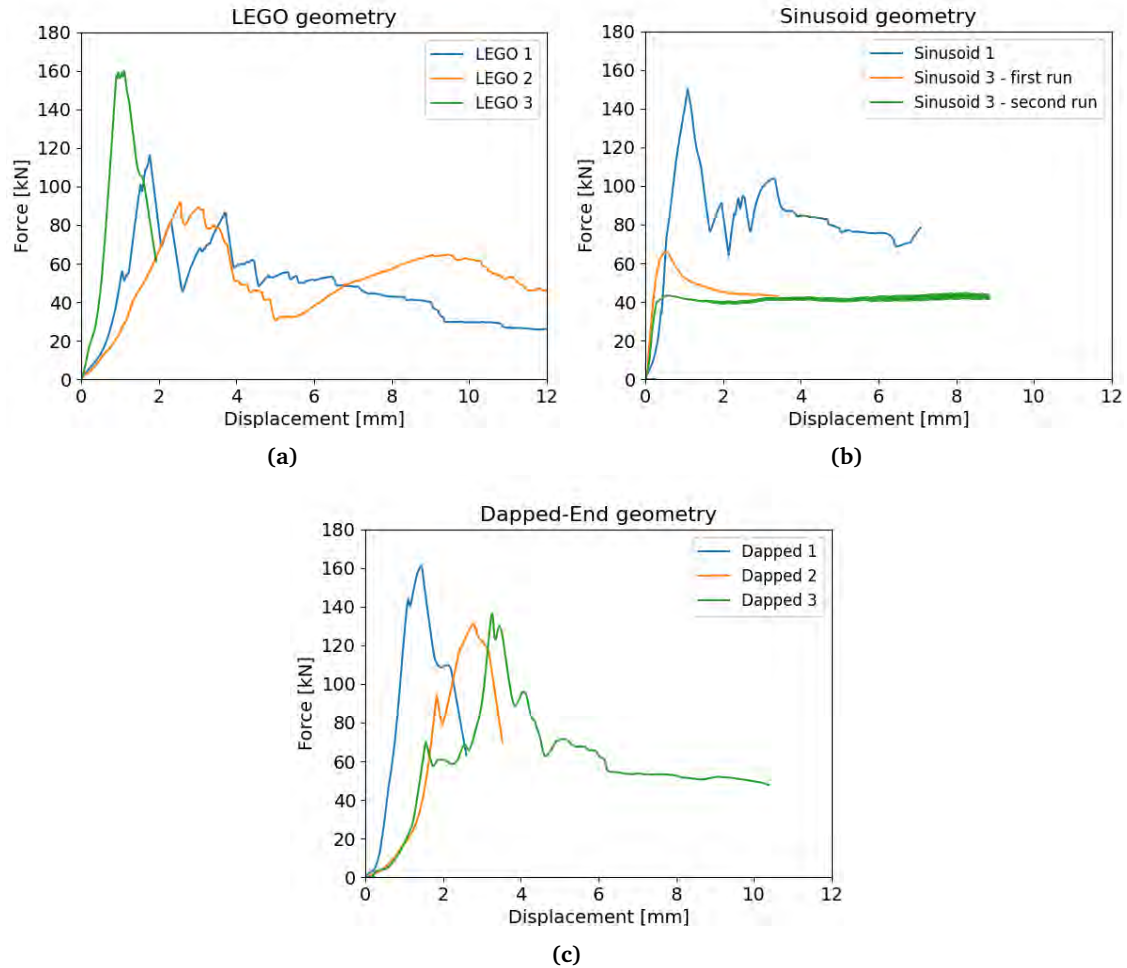 LEGO geometry
180
160
140
120
100
80
60
40
20
0
Force [kN]
0 2 4 6 8 10 12
Displacement [mm]
LEGO 1
LEGO 2
LEGO 3
(a)
Sinusoid geometry
180
160
140
120
100
80
60
40
20
0
Force [kN]
0 2 4 6 8 10 12
Displacement [mm]
Sinusoid 1
Sinusoid 3 - first run
Sinusoid 3 - second run
(b)
Dapped-End geometry
180
160
140
120
100
80
60
40
20
0
Force [kN]
0 2 4 6 8 10 12
Displacement [mm]
Dapped 1
Dapped 2
Dapped 3
(c)